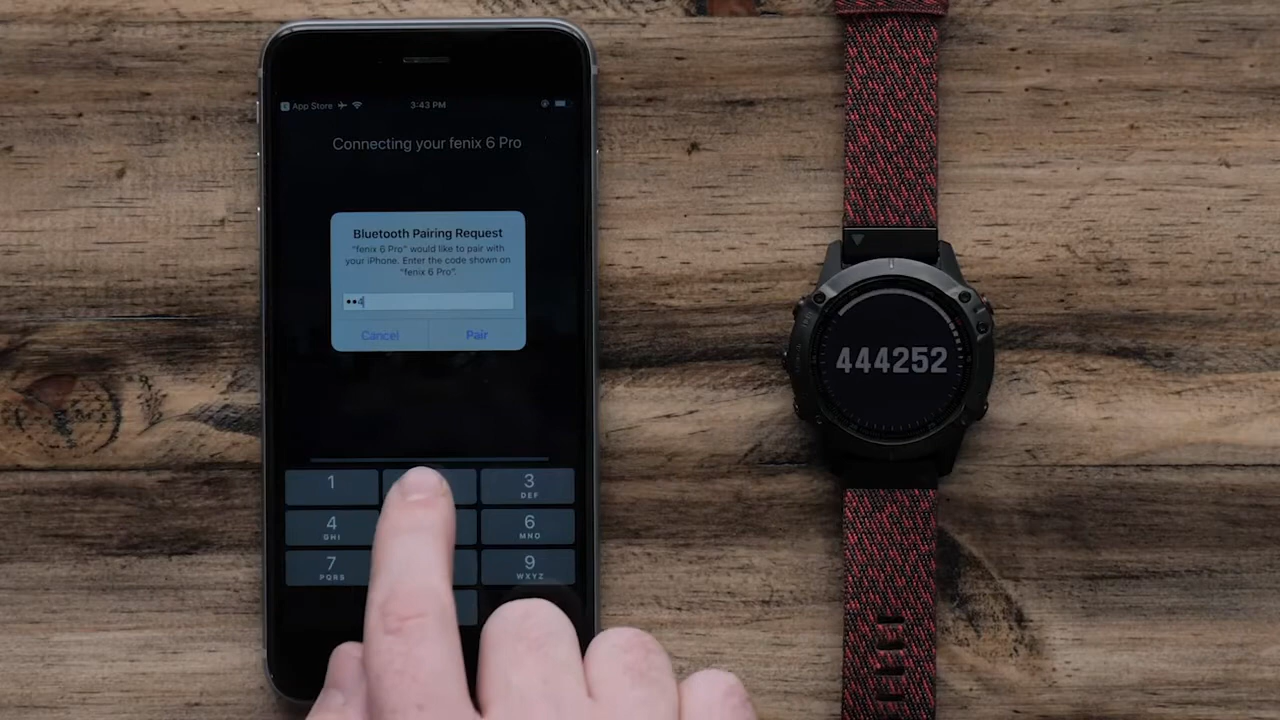 App Store
3:43 PM
Connecting your fenix 6 Pro
Bluetooth Pairing Request
"fenix 6 Pro" would like to pair with
your iPhone. Enter the code shown on
"fenix 6 Pro".
••4
Cancel
Pair
1
3
DEF
4
GHI
6
MNO
7
PQRS
9
WXYZ
444252